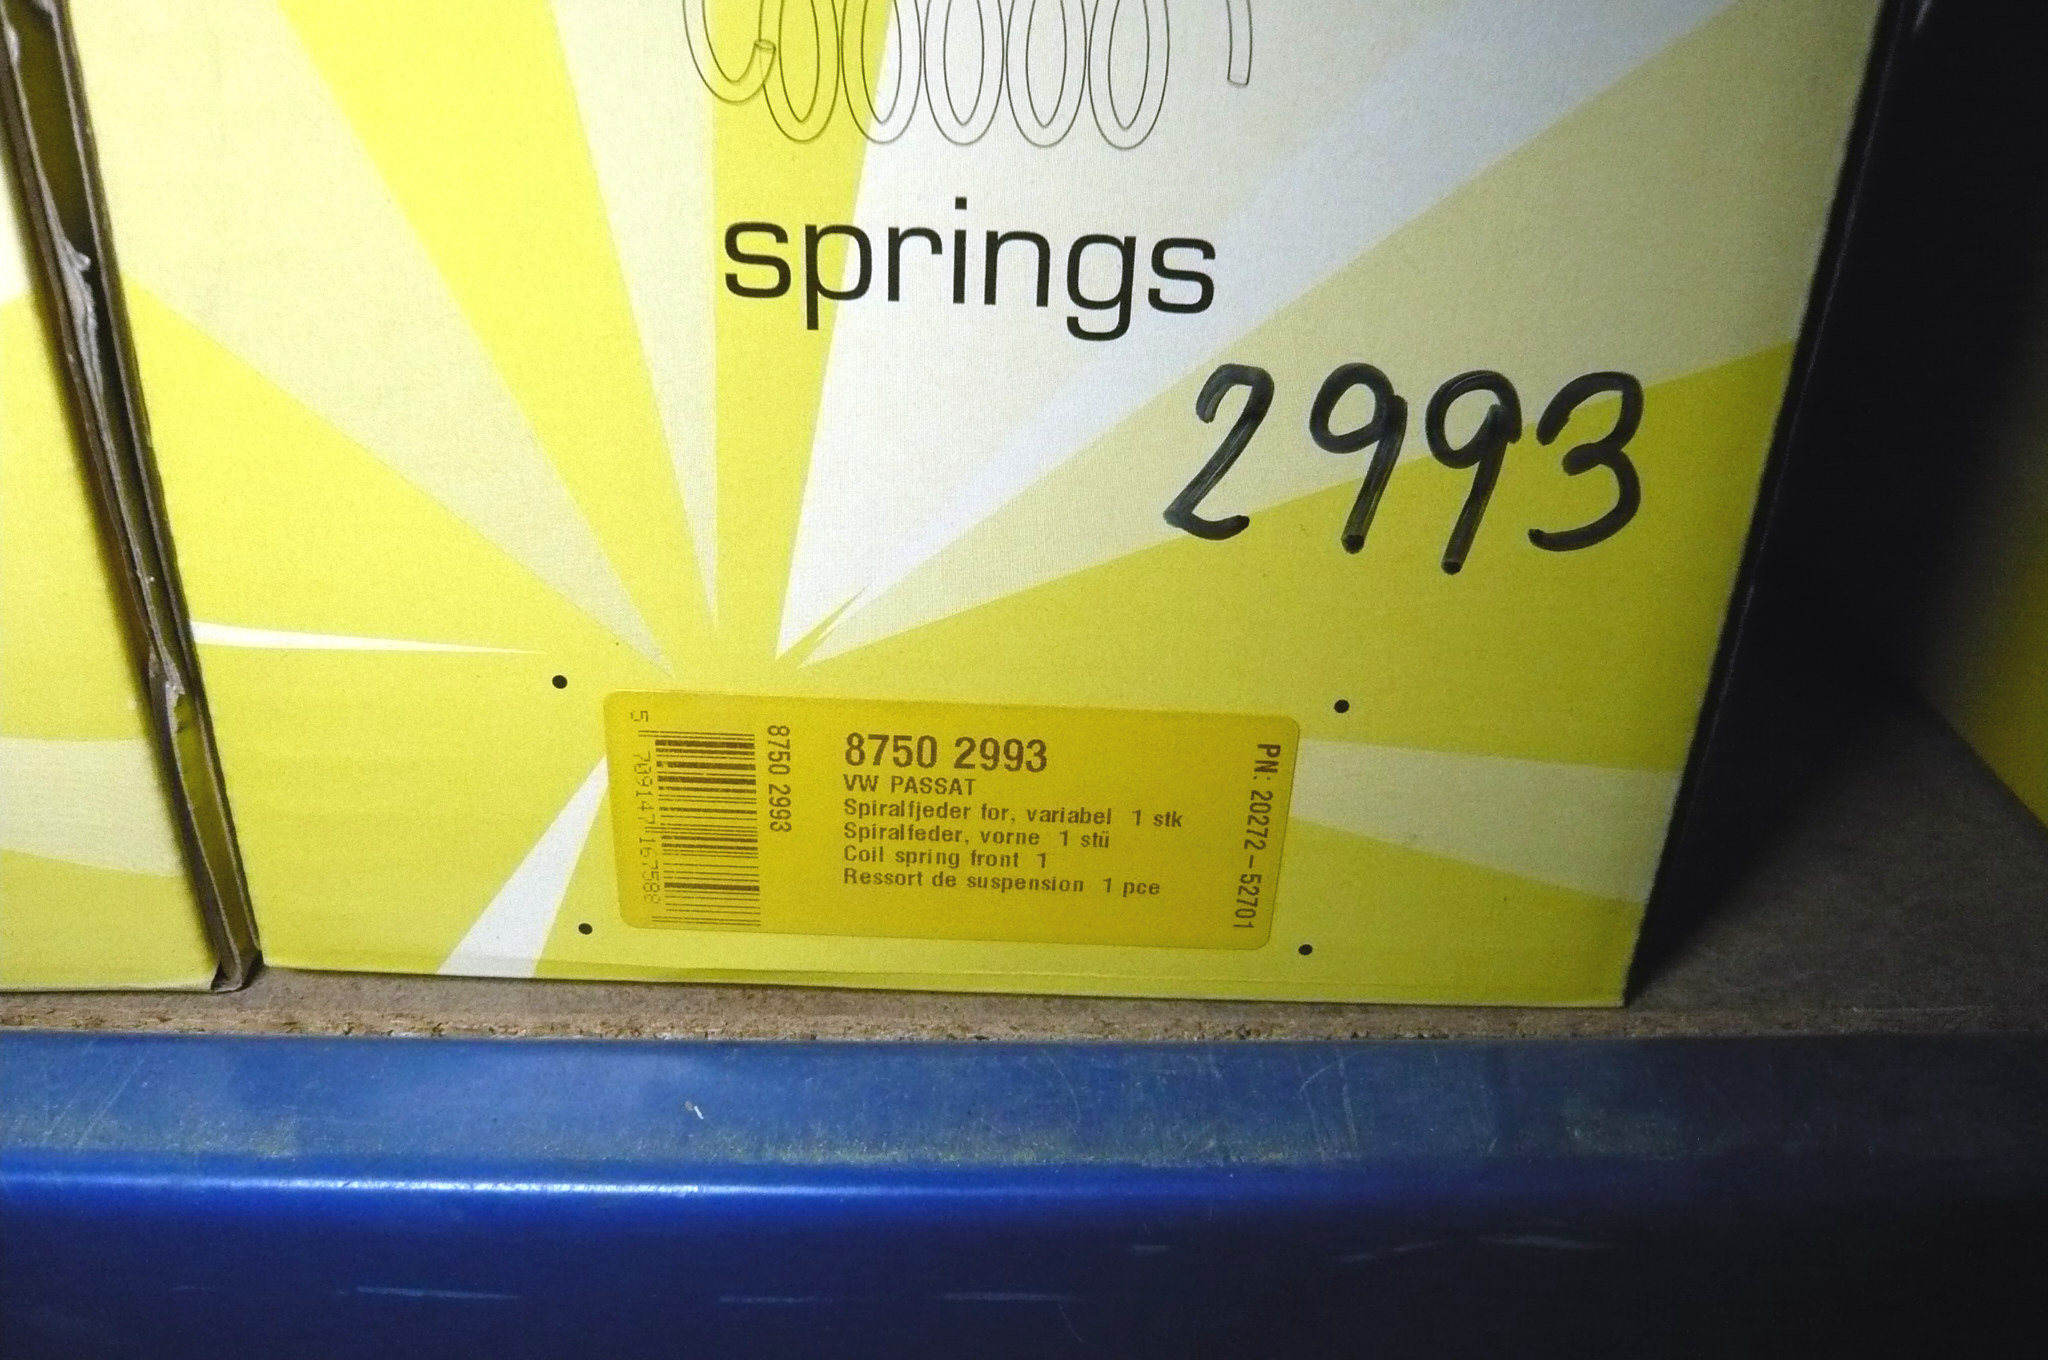 springs
2993
5 709147 167588
8750 2993
8750 2993
VW PASSAT
Spiralfjeder for, variabel 1 stk
Spiralfeder, vorne 1 stü
Coil spring front 1
Ressort de suspension 1 pce
PN: 20272-52701